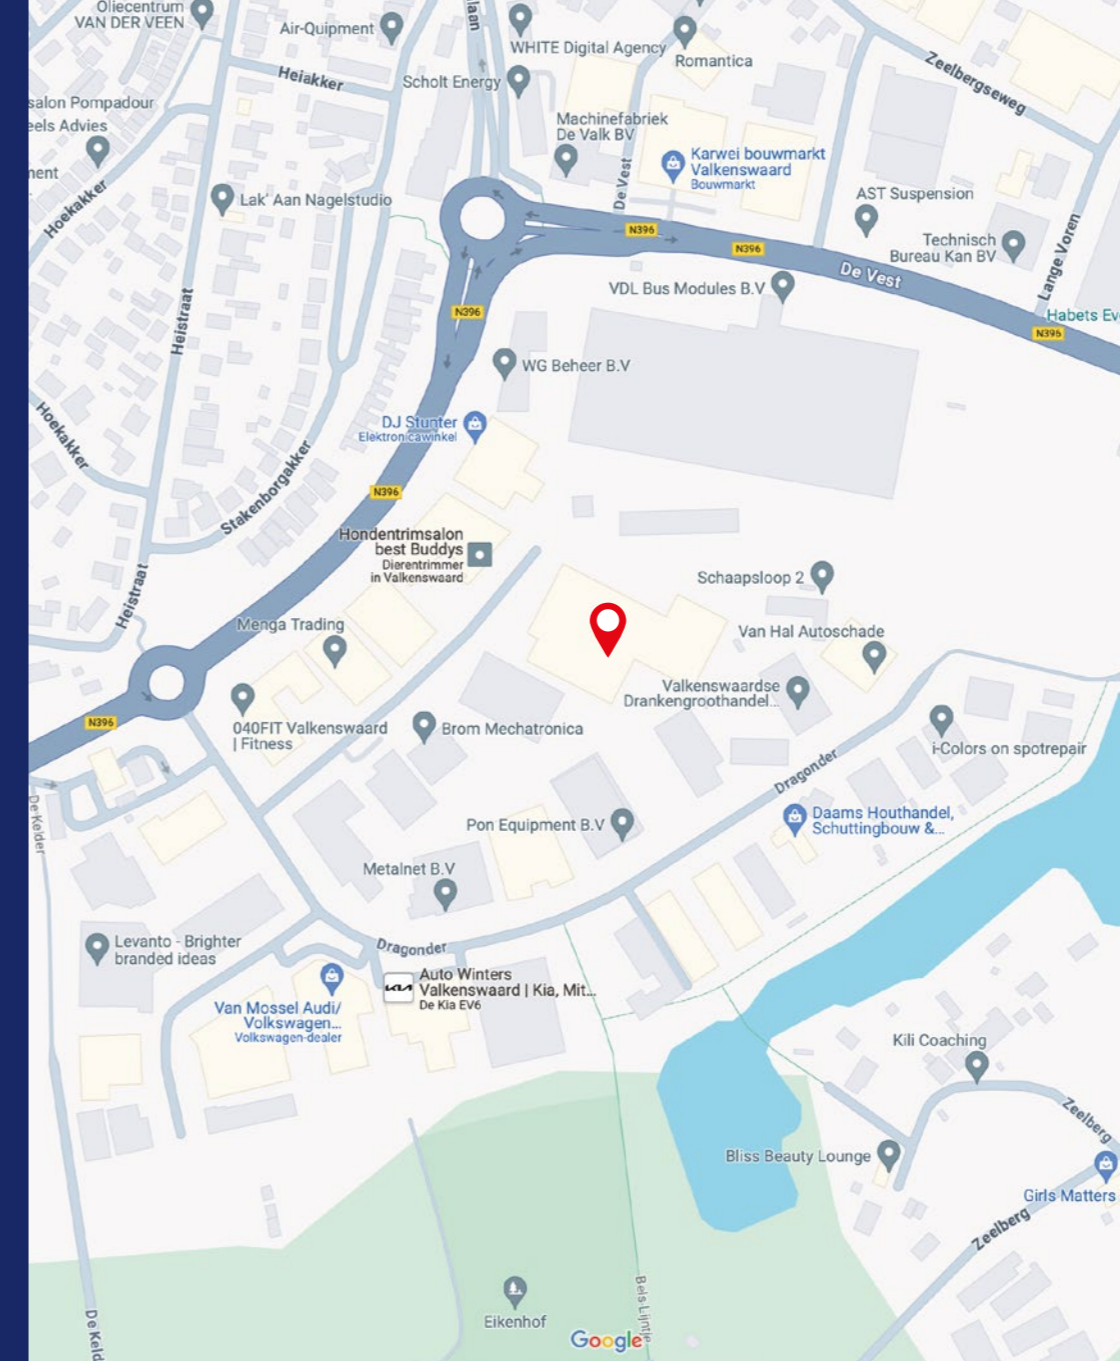 Oliecentrum
VAN DER VEEN
Air-Quipment
laan
WHITE Digital Agency
Romantica
Zeelbergseweg
Heiakker
Scholt Energy
salon Pompadour
eels Advies
ment
Machinefabriek
De Valk BV
Karwei bouwmarkt
Valkenswaard
Bouwmarkt
De Vest
Hoekakker
Lak' Aan Nagelstudio
AST Suspension
Technisch
Bureau Kan BV
Lange Voren
N396
N396
De Vest
VDL Bus Modules B.V
Habets Ev
N396
N396
Heistraat
WG Beheer B.V
DJ Stunter
Elektronicawinkel
Hoekakker
Stakenborgakker
N396
Hondentrimsalon
best Buddys
Dierentrimmer
in Valkenswaard
Schaapsloop 2
Heistraat
Menga Trading
Van Hal Autoschade
Valkenswaardse
Drankengroothandel...
N396
040FIT Valkenswaard
| Fitness
Brom Mechatronica
i-Colors on spotrepair
Dragonder
De Kelder
Pon Equipment B.V
Daams Houthandel,
Schuttingbouw &...
Metalnet B.V
Levanto - Brighter
branded ideas
Dragonder
Auto Winters
Valkenswaard | Kia, Mit...
De Kia EV6
KIA
Van Mossel Audi/
Volkswagen...
Volkswagen-dealer
Kili Coaching
Zeelberg
Bliss Beauty Lounge
Girls Matters
Zeelberg
Bels Lijntje
Eikenhof
De Keld
Google